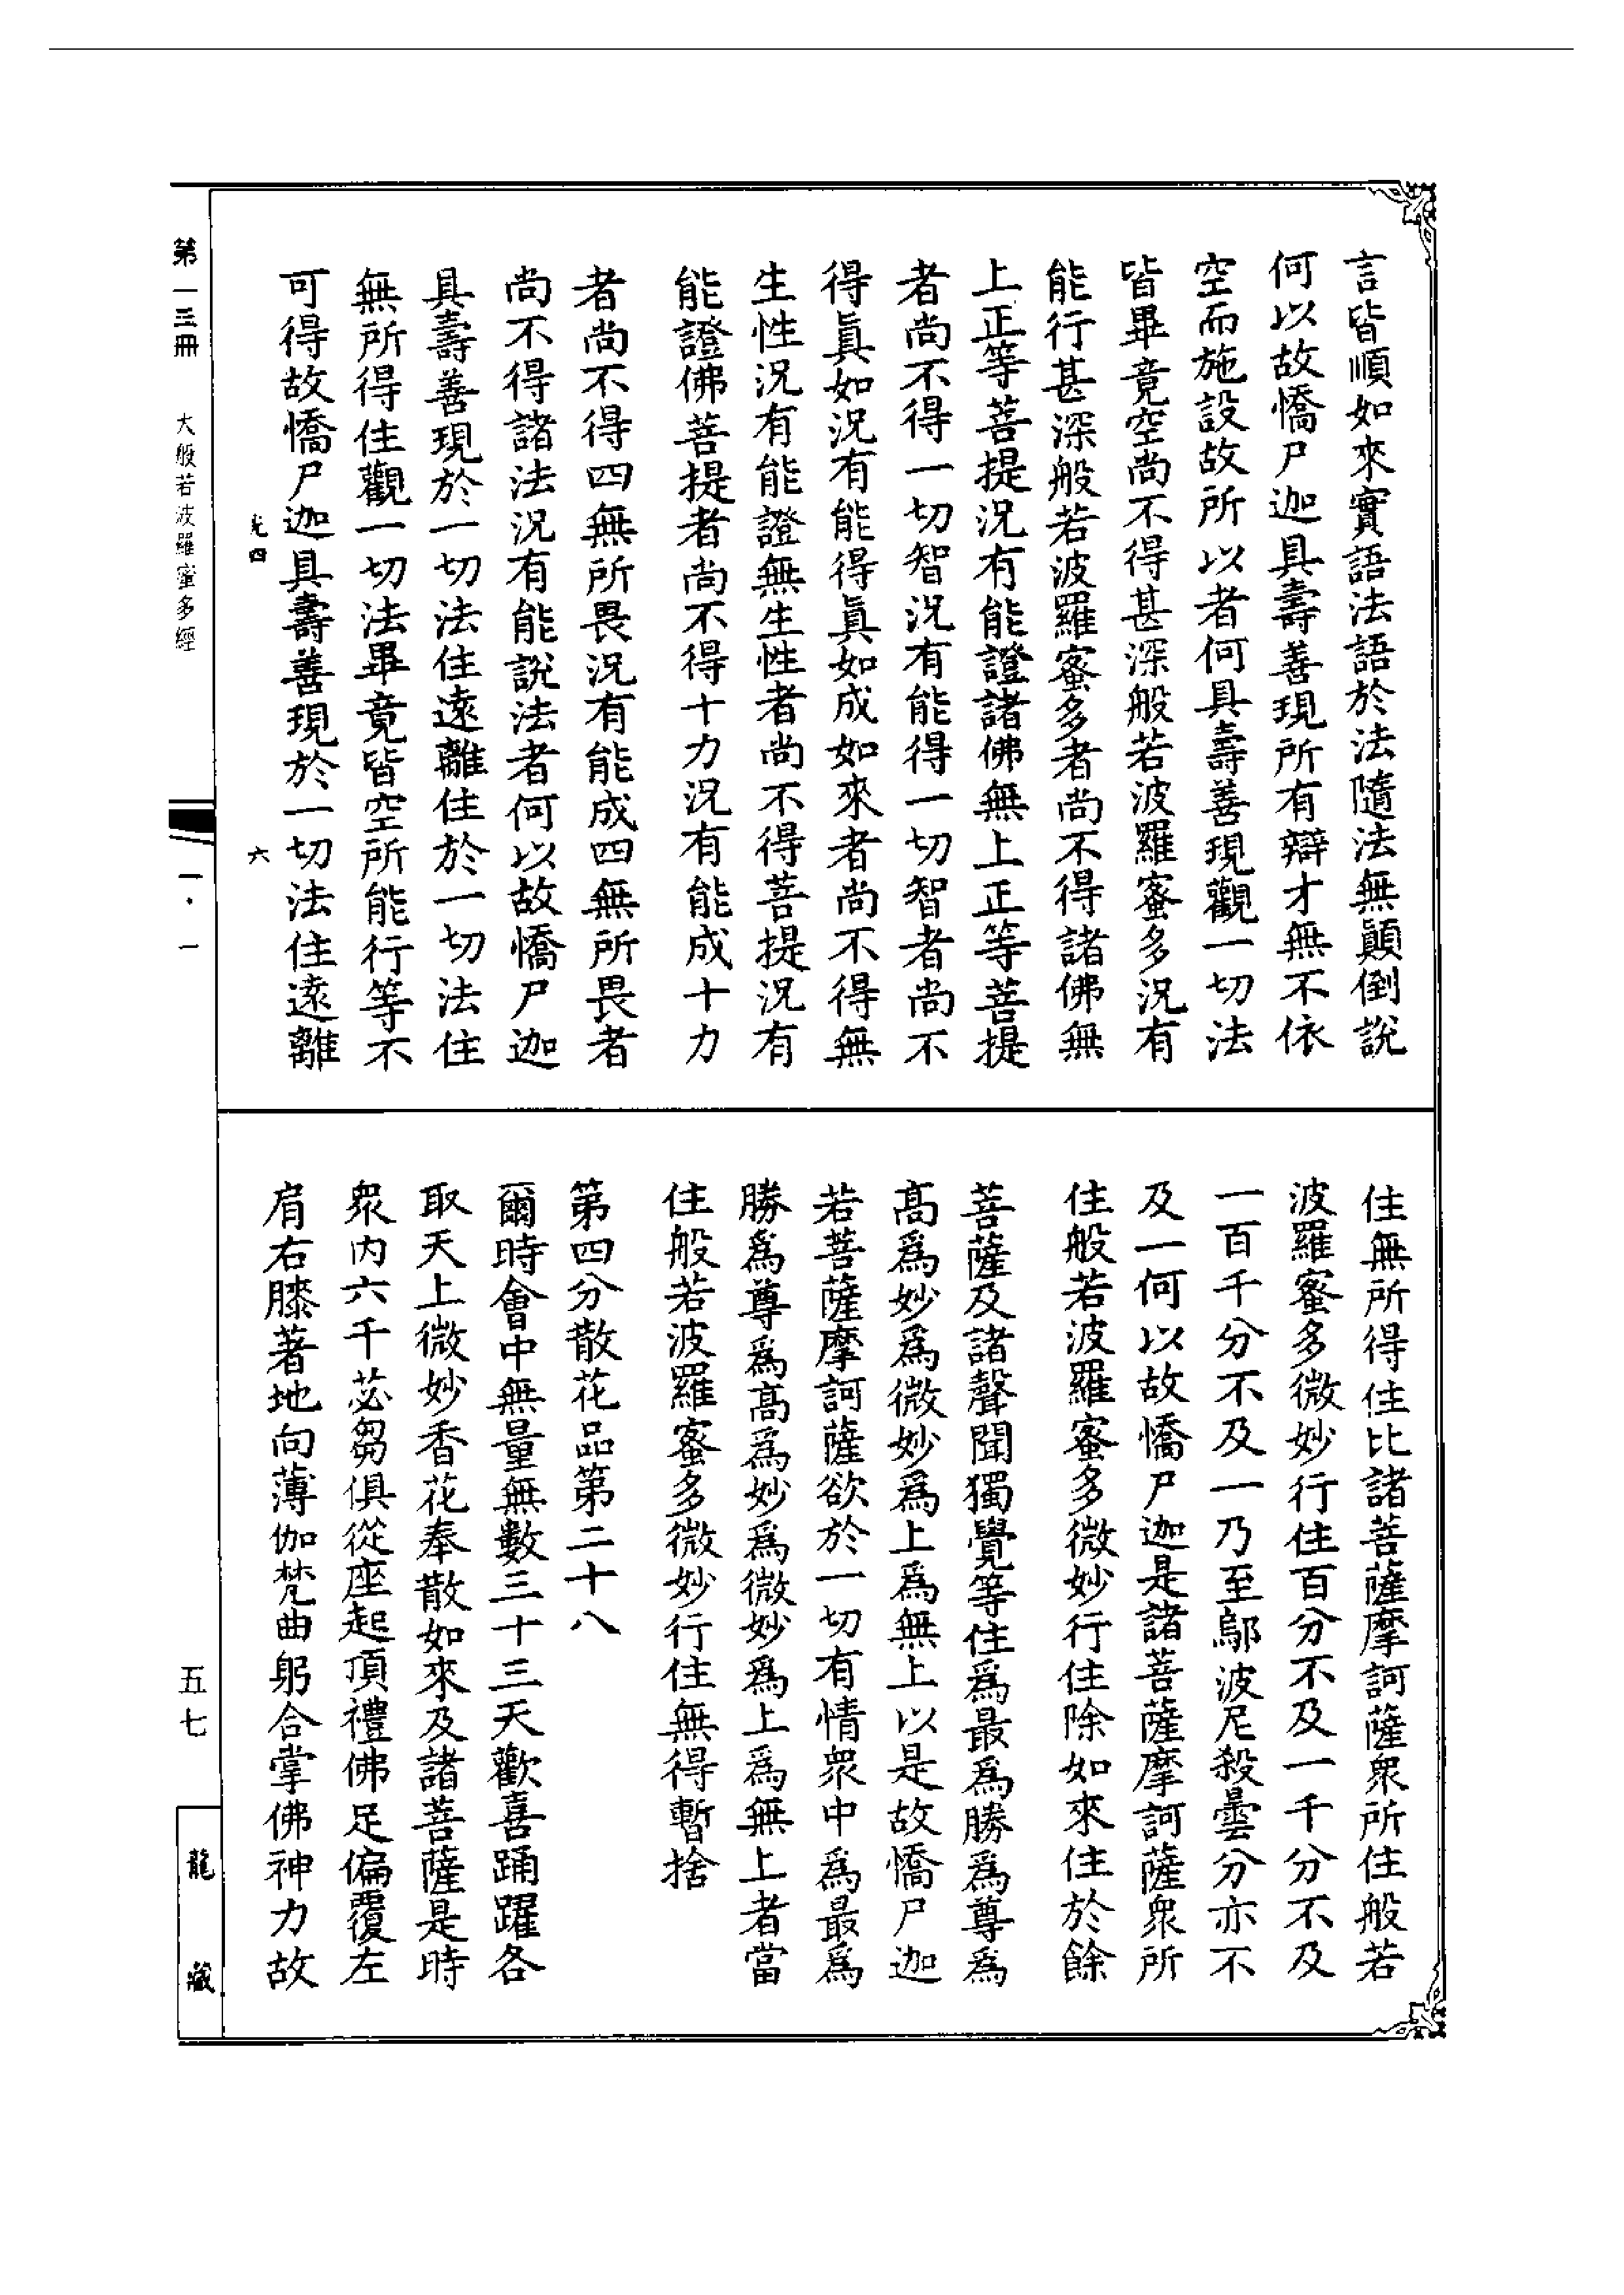 言皆順如來實語法語於法隨法無顚倒說
何以故憍尸迦具壽善現所有辯才無不依
空而施設故所以者何具壽善現觀一切法
皆畢竟空尚不得甚深般若波羅蜜多況有
能行甚深般若波羅蜜多者尚不得諸佛無
上正等菩提況有能證諸佛無上正等菩提
者尚不得一切智況有能得一切智者尚不
得眞如況有能得眞如成如來者尚不得無
生性況有能證無生性者尚不得菩提況有
能證佛菩提者尚不得十力況有能成十力
者尚不得四無所畏況有能成四無所畏者
尚不得諸法況有能說法者何以故憍尸迦
具壽善現於一切法住遠離住於一切法住
無所得住觀一切法畢竟皆空所能行等不
可得故憍尸迦具壽善現於一切法住遠離
四 六
住無所得住比諸菩薩摩訶薩衆所住般若
波羅蜜多微妙行住百分不及一千分不及
一百千分不及一乃至鄔波尼殺曇分亦不
及一何以故憍尸迦是諸菩薩摩訶薩衆所
住般若波羅蜜多微妙行住除如來住於餘
菩薩及諸聲聞獨覺等住爲最爲勝爲尊爲
髙爲妙爲微妙爲上爲無上以是故憍尸迦
若菩薩摩訶薩欲於一切有情衆中爲最爲
勝爲尊爲髙爲妙爲微妙爲上爲無上者當
住般若波羅蜜多微妙行住無得暫捨
第四分散花品第二十八
爾時會中無量無數三十三天歡喜踊躍各
取天上微妙香花奉散如來及諸菩薩是時
衆內六千苾芻俱從座起頂禮佛足偏覆左
肩右膝著地向薄伽梵曲躬合掌佛神力故
第一三冊 大般若波羅蜜多經 一·一 五七 龍藏